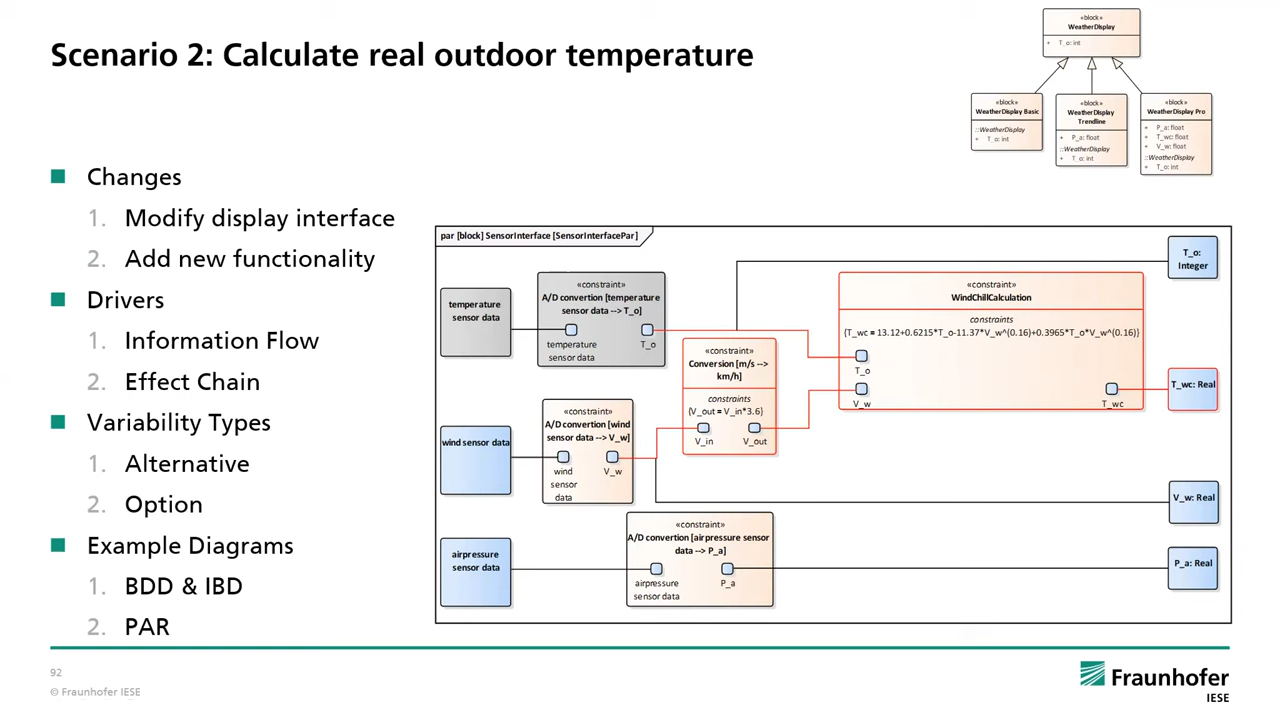 Scenario 2: Calculate real outdoor temperature
«block»
WeatherDisplay
+ T_o: int
«block»
WeatherDisplay Basic
::WeatherDisplay
+ T_o: int
«block»
WeatherDisplay
Trendline
+ P_a: float
::WeatherDisplay
+ T_o: int
«block»
WeatherDisplay Pro
+ P_a: float
+ T_wc: float
+ V_w: float
::WeatherDisplay
+ T_o: int
Changes
1. Modify display interface
2. Add new functionality
Drivers
1. Information Flow
2. Effect Chain
Variability Types
1. Alternative
2. Option
Example Diagrams
1. BDD & IBD
2. PAR
par [block] SensorInterface [SensorInterfacePar]
temperature
sensor data
«constraint»
A/D convertion [temperature
sensor data --> T_o]
temperature
sensor data
T_o
«constraint»
Conversion [m/s -->
km/h]
constraints
{V_out = V_in*3.6}
V_in
V_out
«constraint»
WindChillCalculation
constraints
{T_wc = 13.12+0.6215*T_o-11.37*V_w^(0.16)+0.3965*T_o*V_w^(0.16)}
T_o
V_w
T_wc
T_o:
Integer
T_wc: Real
wind sensor data
«constraint»
A/D convertion [wind
sensor data --> V_w]
wind
sensor
data
V_w
V_w: Real
airpressure
sensor data
«constraint»
A/D convertion [airpressure sensor
data --> P_a]
airpressure
sensor data
P_a
P_a: Real
92
© Fraunhofer IESE
Fraunhofer
IESE